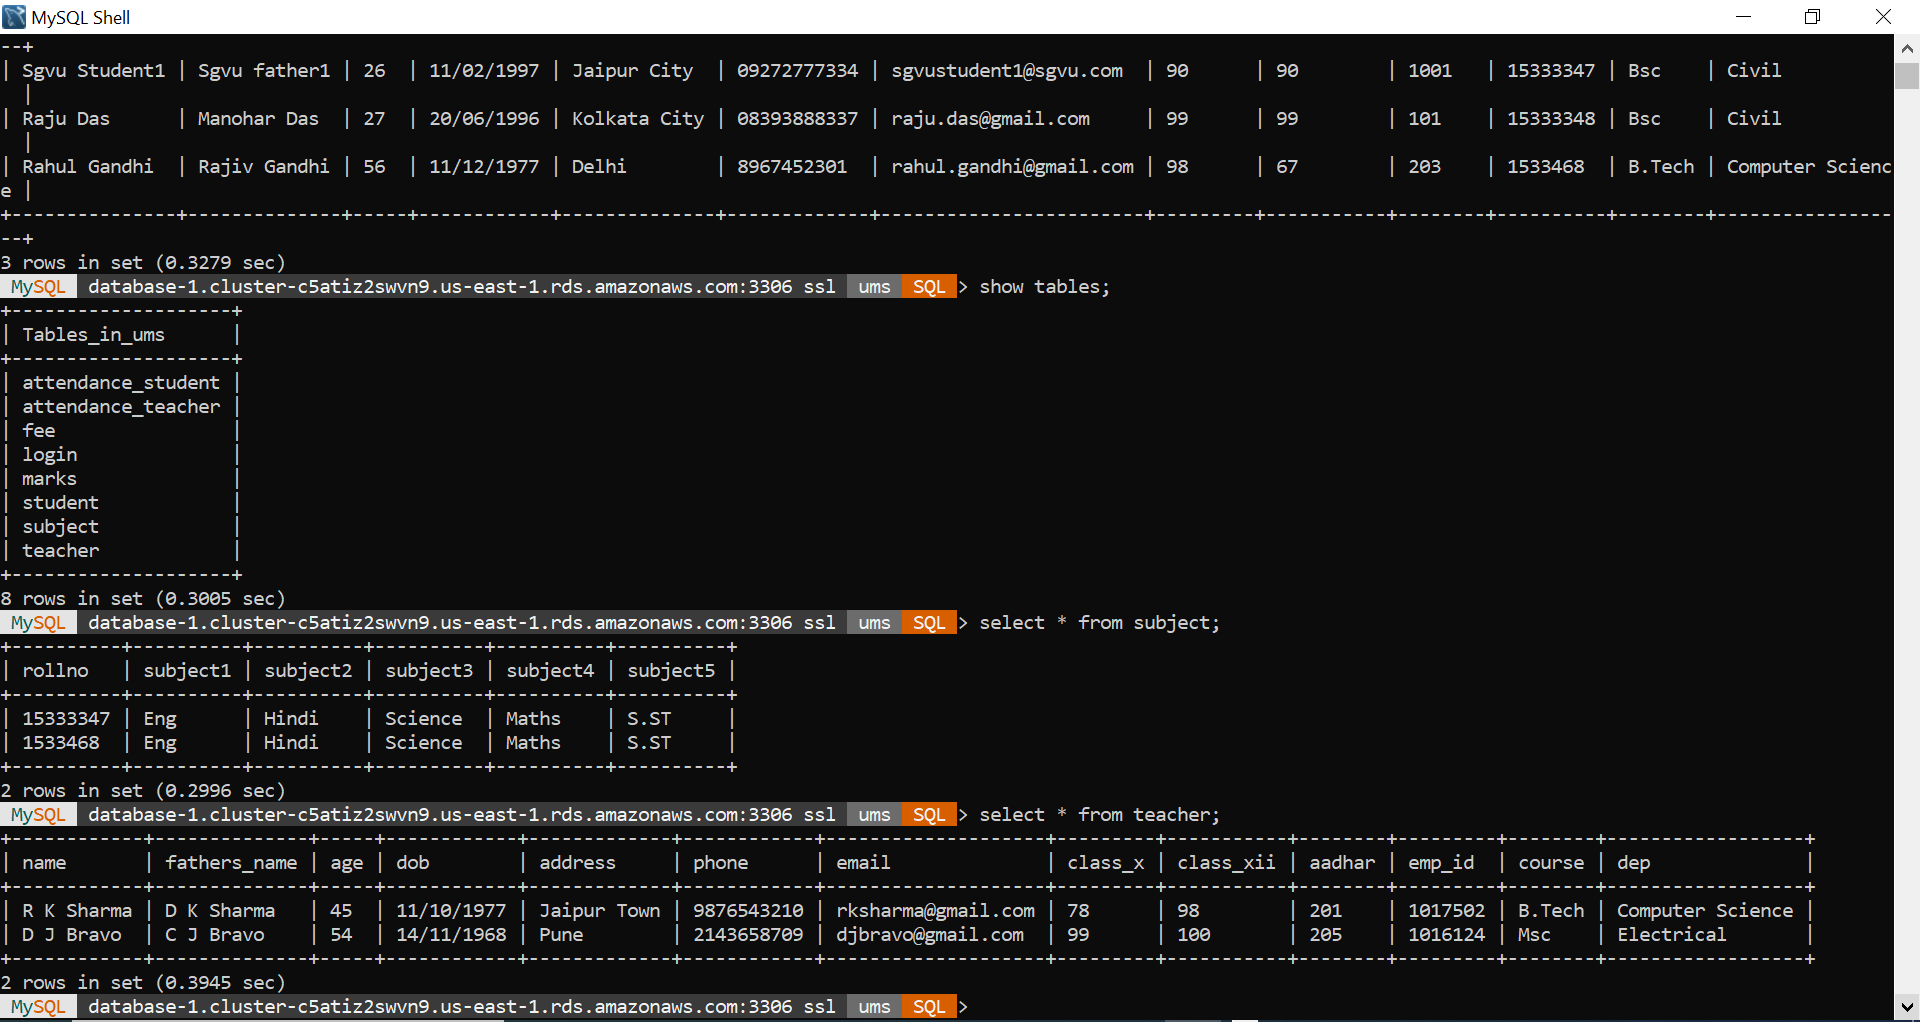 MySQL Shell
--+
| Sgvu Student1 | Sgvu father1 | 26  | 11/02/1997 | Jaipur City  | 09272777334 | sgvustudent1@sgvu.com  | 90      | 90         | 1001   | 15333347 | Bsc    | Civil
  |
| Raju Das      | Manohar Das  | 27  | 20/06/1996 | Kolkata City | 08393888337 | raju.das@gmail.com     | 99      | 99         | 101    | 15333348 | Bsc    | Civil
  |
| Rahul Gandhi  | Rajiv Gandhi | 56  | 11/12/1977 | Delhi        | 8967452301  | rahul.gandhi@gmail.com | 98      | 67         | 203    | 1533468  | B.Tech | Computer Scienc
e |
+---------------+--------------+-----+------------+--------------+-------------+------------------------+---------+-----------+--------+----------+--------+----------------
--+
3 rows in set (0.3279 sec)
MySQL database-1.cluster-c5atiz2swvn9.us-east-1.rds.amazonaws.com:3306 ssl ums SQL > show tables;
+--------------------+
| Tables_in_ums      |
+--------------------+
| attendance_student |
| attendance_teacher |
| fee                |
| login              |
| marks              |
| student            |
| subject            |
| teacher            |
+--------------------+
8 rows in set (0.3005 sec)
MySQL database-1.cluster-c5atiz2swvn9.us-east-1.rds.amazonaws.com:3306 ssl ums SQL > select * from subject;
+----------+----------+----------+----------+----------+----------+
| rollno   | subject1 | subject2 | subject3 | subject4 | subject5 |
+----------+----------+----------+----------+----------+----------+
| 15333347 | Eng      | Hindi    | Science  | Maths    | S.ST     |
| 1533468  | Eng      | Hindi    | Science  | Maths    | S.ST     |
+----------+----------+----------+----------+----------+----------+
2 rows in set (0.2996 sec)
MySQL database-1.cluster-c5atiz2swvn9.us-east-1.rds.amazonaws.com:3306 ssl ums SQL > select * from teacher;
+------------+--------------+-----+------------+-------------+------------+--------------------+---------+-----------+--------+---------+--------+------------------+
| name       | fathers_name | age | dob        | address     | phone      | email              | class_x | class_xii | aadhar | emp_id  | course | dep              |
+------------+--------------+-----+------------+-------------+------------+--------------------+---------+-----------+--------+---------+--------+------------------+
| R K Sharma | D K Sharma   | 45  | 11/10/1977 | Jaipur Town | 9876543210 | rksharma@gmail.com | 78      | 98        | 201    | 1017502 | B.Tech | Computer Science |
| D J Bravo  | C J Bravo    | 54  | 14/11/1968 | Pune        | 2143658709 | djbravo@gmail.com  | 99      | 100       | 205    | 1016124 | Msc    | Electrical       |
+------------+--------------+-----+------------+-------------+------------+--------------------+---------+-----------+--------+---------+--------+------------------+
2 rows in set (0.3945 sec)
MySQL database-1.cluster-c5atiz2swvn9.us-east-1.rds.amazonaws.com:3306 ssl ums SQL >